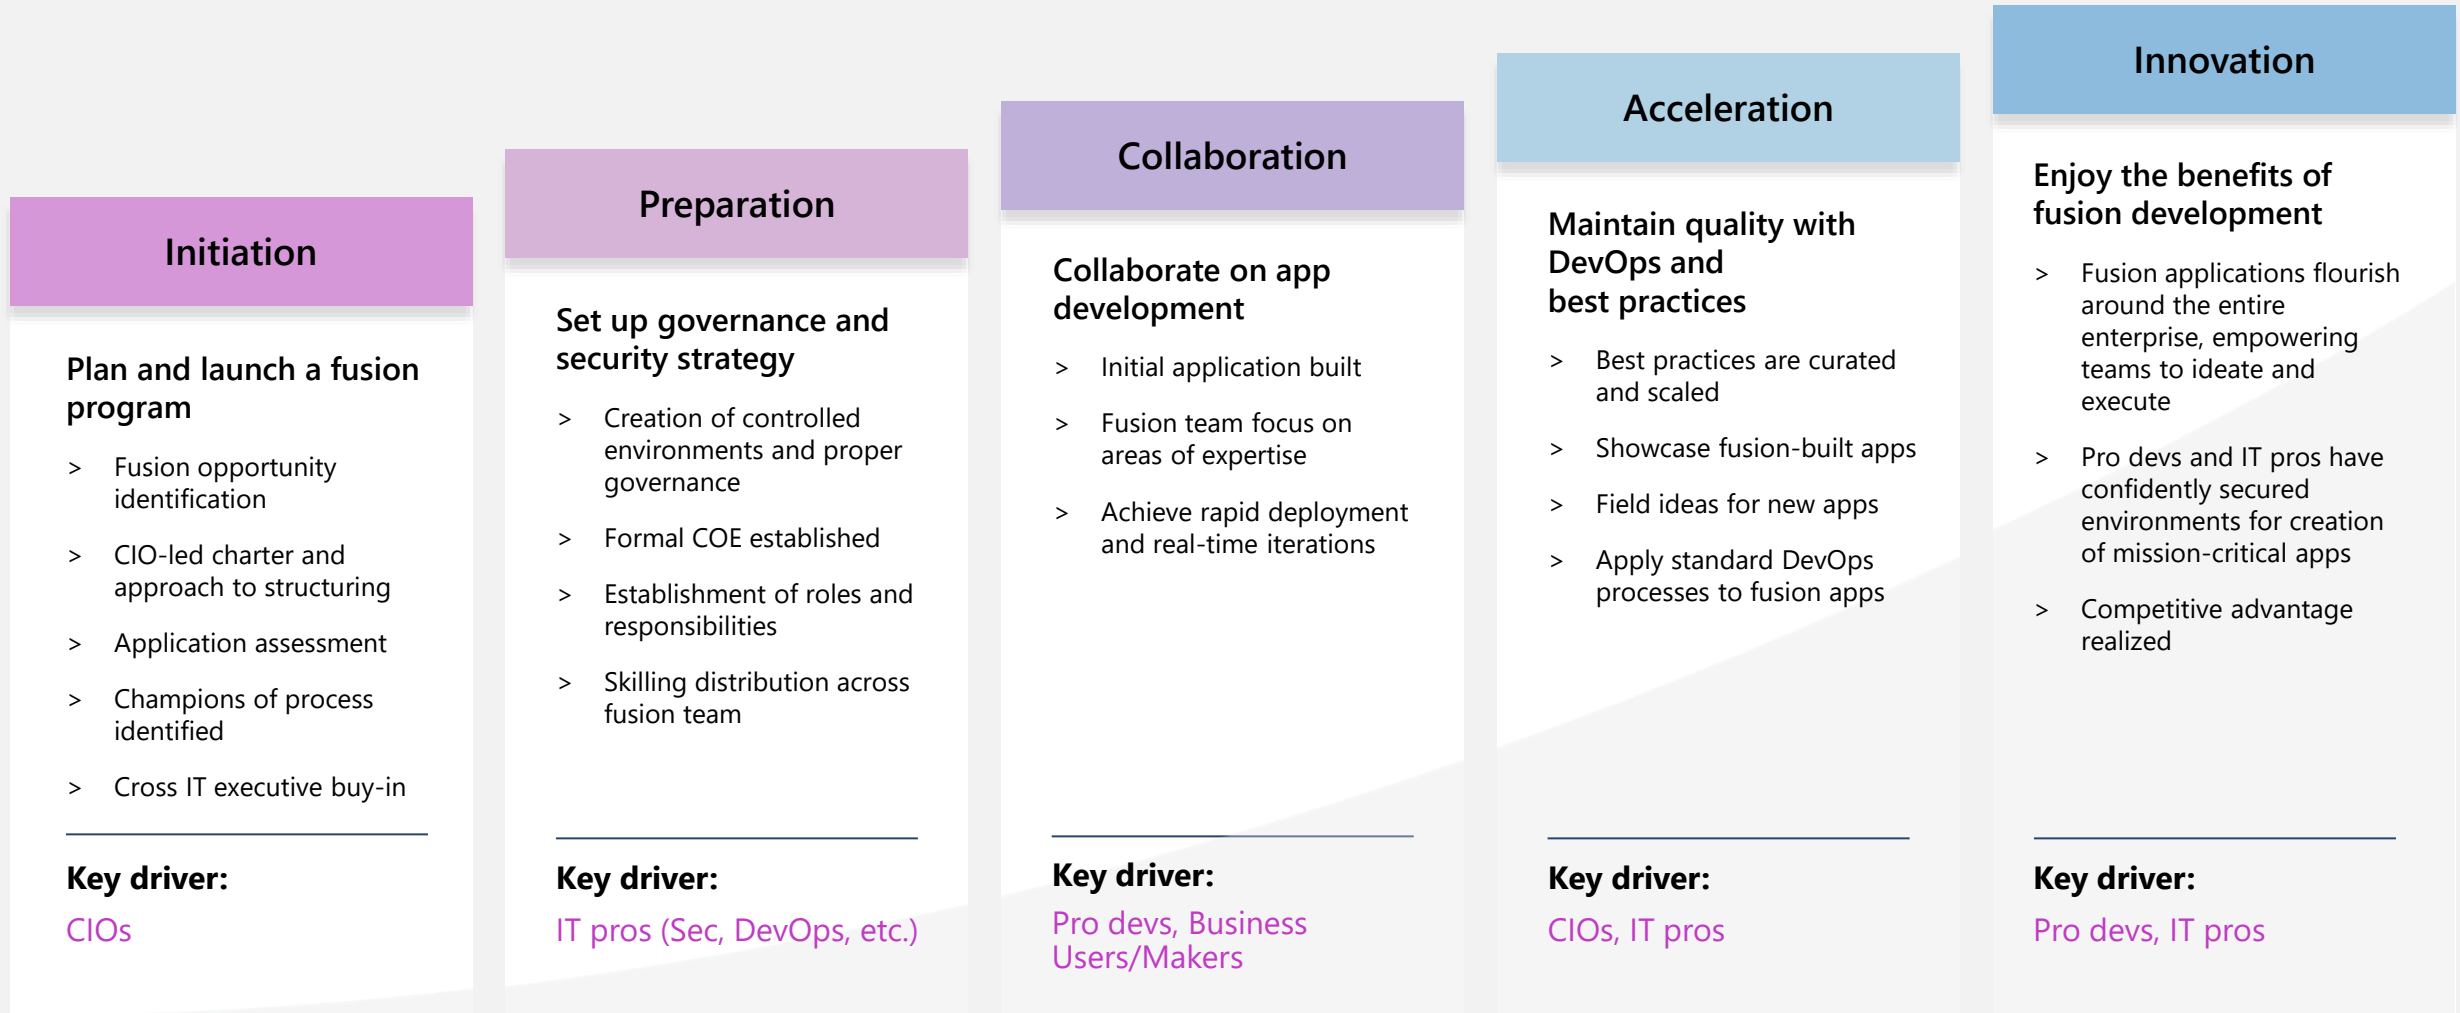 Initiation
Plan and launch a fusion
program
> Fusion opportunity
identification
> CIO-led charter and
approach to structuring
> Application assessment
> Champions of process
identified
> Cross IT executive buy-in
Key driver:
CIOs
Preparation
Set up governance and
security strategy
> Creation of controlled
environments and proper
governance
> Formal COE established
> Establishment of roles and
responsibilities
> Skilling distribution across
fusion team
Key driver:
IT pros (Sec, DevOps, etc.)
Collaboration
Collaborate on app
development
> Initial application built
> Fusion team focus on
areas of expertise
> Achieve rapid deployment
and real-time iterations
Key driver:
Pro devs, Business
Users/Makers
Acceleration
Maintain quality with
DevOps and
best practices
> Best practices are curated
and scaled
> Showcase fusion-built apps
> Field ideas for new apps
> Apply standard DevOps
processes to fusion apps
Key driver:
CIOs, IT pros
Innovation
Enjoy the benefits of
fusion development
> Fusion applications flourish
around the entire
enterprise, empowering
teams to ideate and
execute
> Pro devs and IT pros have
confidently secured
environments for creation
of mission-critical apps
> Competitive advantage
realized
Key driver:
Pro devs, IT pros